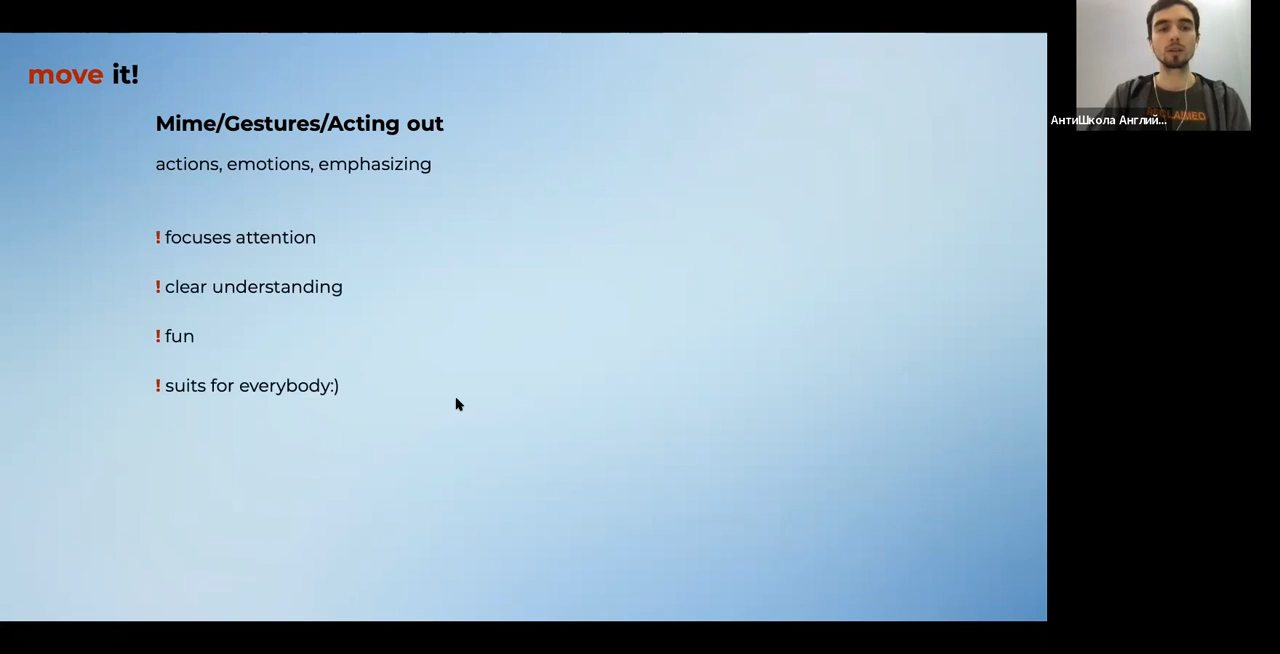 move it!
Mime/Gestures/Acting out
actions, emotions, emphasizing
! focuses attention
! clear understanding
! fun
! suits for everybody:)
АнтиШкола Англий...